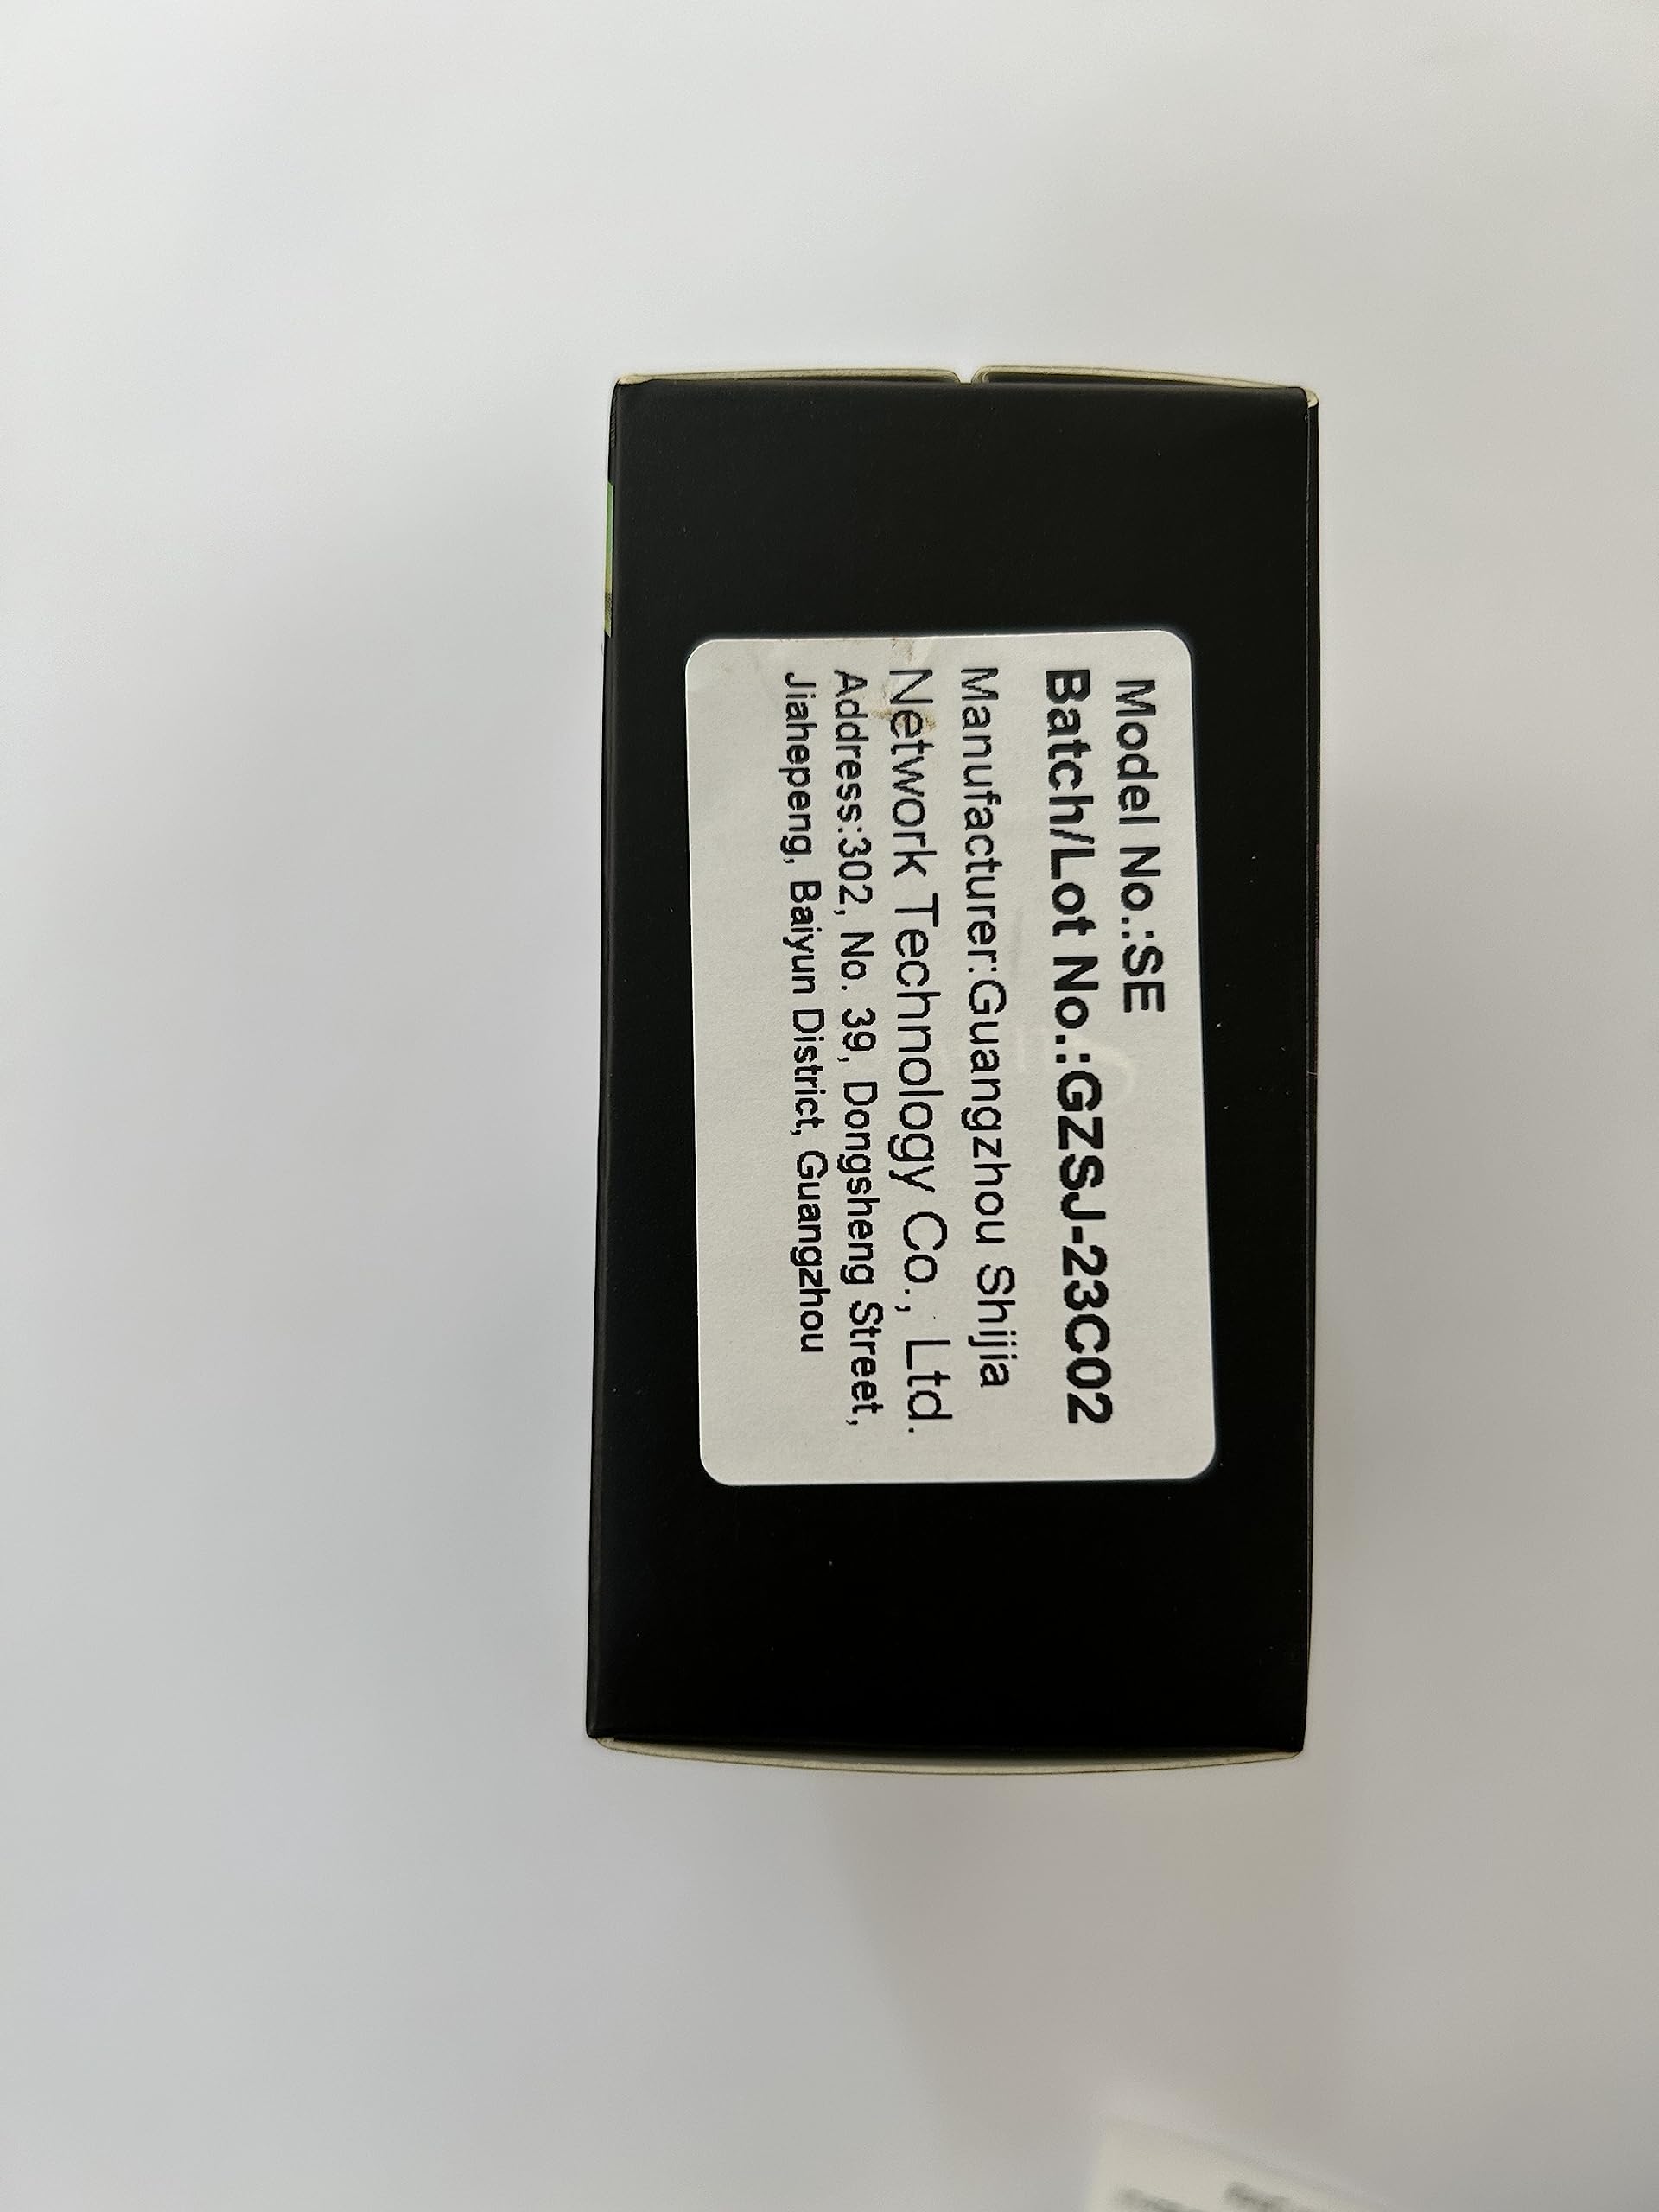 Model No.:SE
Batch/Lot No.:GZSJ-23C02
Manufacturer:Guangzhou Shijia
Network Technology Co., Ltd.
Address:302, No. 39, Dongsheng Street,
Jiahepeng, Baiyun District, Guangzhou